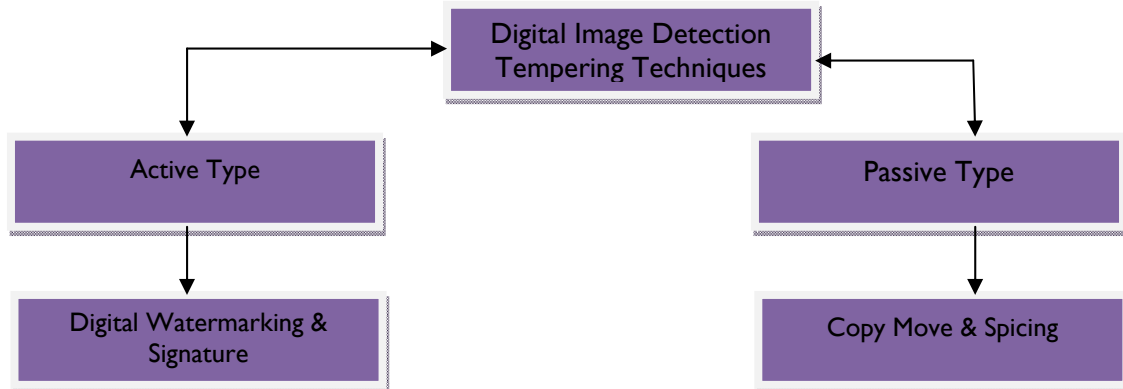 Digital Image Detection
Tempering Techniques
Active Type
Passive Type
Digital Watermarking &
Signature
Copy Move & Spicing